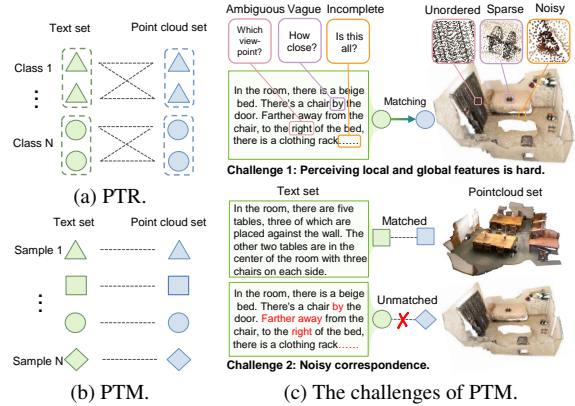 Text set
Point cloud set
Class 1
Class N
(a) PTR.
Text set
Point cloud set
Sample 1
Sample N
(b) PTM.
Ambiguous Vague Incomplete
Which
view-
point?
How
close?
Is this
all?
Unordered
Sparse
Noisy
In the room, there is a beige
bed. There's a chair by the
door. Farther away from the
chair, to the right of the bed,
there is a clothing rack......
Matching
Challenge 1: Perceiving local and global features is hard.
Text set
Pointcloud set
In the room, there are five
tables, three of which are
placed against the wall. The
other two tables are in the
center of the room with three
chairs on each side.
Matched
In the room, there is a beige
bed. There's a chair by the
door. Farther away from the
chair, to the right of the bed,
there is a clothing rack......
Unmatched
Challenge 2: Noisy correspondence.
(c) The challenges of PTM.